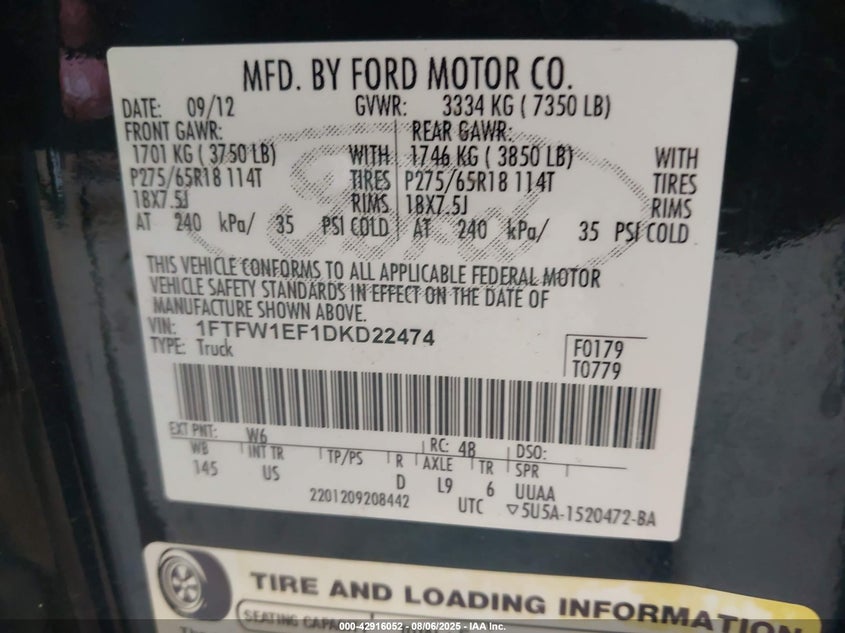 MFD. BY FORD MOTOR CO.
DATE: 09/12 GVWR: 3334 KG ( 7350 LB)
FRONT GAWR: REAR GAWR:
1701 KG ( 3750 LB) WITH 1746 KG ( 3850 LB) WITH
P275/65R18 114T TIRES P275/65R18 114T TIRES
18X7.5J RIMS 18X7.5J RIMS
AT 240 kPa/ 35 PSI COLD AT 240 kPa/ 35 PSI COLD
THIS VEHICLE CONFORMS TO ALL APPLICABLE FEDERAL MOTOR
VEHICLE SAFETY STANDARDS IN EFFECT ON THE DATE OF
MANUFACTURE SHOWN ABOVE.
VIN: 1FTFW1EF1DKD22474
TYPE: Truck
F0179
T0779
EXT PNT: W6 RC: 48 DSO:
WB INT TR TP/PS R AXLE TR SPR
145 US D L9 6 UUAA
2201209208442 UTC ▽5U5A-1520472-BA
TIRE AND LOADING INFORMATION
SEATING CAPA
000-42916052 - 08/06/2025 - IAA Inc.